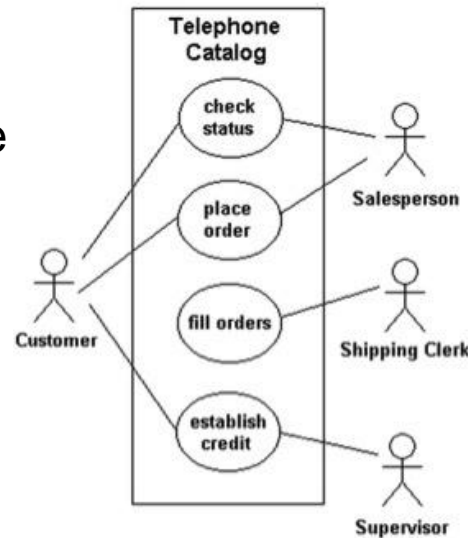 Telephone
Catalog
check
status
e
place
order
Salesperson
fill orders
Customer
Shipping Clerk
establish
credit
Supervisor